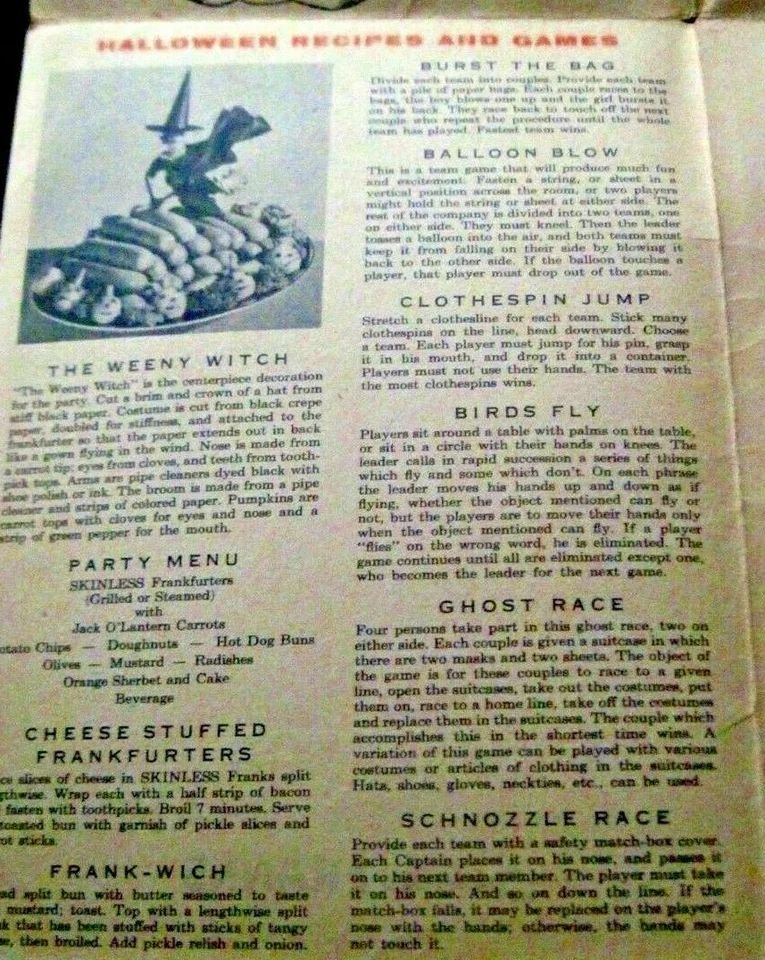 HALLOWEEN RECIPES AND GAMES
THE WEENY WITCH
"The Weeny Witch" is the centerpiece decoration
for the party. Cut a brim and crown of a hat from
stiff black paper. Costume is cut from black crepe
paper, doubled for stiffness, and attached to the
frankfurter so that the paper extends out in back
like a gown flying in the wind. Nose is made from
a carrot tip; eyes from cloves, and teeth from tooth-
pick tops. Arms are pipe cleaners dyed black with
shoe polish or ink. The broom is made from a pipe
cleaner and strips of colored paper. Pumpkins are
carrot tops with cloves for eyes and nose and a
strip of green pepper for the mouth.
PARTY MENU
SKINLESS Frankfurters
(Grilled or Steamed)
with
Jack O'Lantern Carrots
otato Chips — Doughnuts — Hot Dog Buns
Olives — Mustard — Radishes
Orange Sherbet and Cake
Beverage
CHEESE STUFFED
FRANKFURTERS
ce slices of cheese in SKINLESS Franks split
gthwise. Wrap each with a half strip of bacon
fasten with toothpicks. Broil 7 minutes. Serve
toasted bun with garnish of pickle slices and
ot sticks.
FRANK-WICH
ad split bun with butter seasoned to taste
mustard; toast. Top with a lengthwise split
k that has been stuffed with sticks of tangy
se, then broiled. Add pickle relish and onion.
BURST THE BAG
Divide each team into couples. Provide each team
with a pile of paper bags. Each couple races to the
bags, the boy blows one up and the girl bursts it
on his back. They race back to touch off the next
couple who repeat the procedure until the whole
team has played. Fastest team wins.
BALLOON BLOW
This is a team game that will produce much fun
and excitement. Fasten a string, or sheet in a
vertical position across the room, or two players
might hold the string or sheet at either side. The
rest of the company is divided into two teams, one
on either side. They must kneel. Then the leader
tosses a balloon into the air, and both teams must
keep it from falling on their side by blowing it
back to the other side. If the balloon touches a
player, that player must drop out of the game.
CLOTHESPIN JUMP
Stretch a clothesline for each team. Stick many
clothespins on the line, head downward. Choose
a team. Each player must jump for his pin, grasp
it in his mouth, and drop it into a container.
Players must not use their hands. The team with
the most clothespins wins.
BIRDS FLY
Players sit around a table with palms on the table,
or sit in a circle with their hands on knees. The
leader calls in rapid succession a series of things
which fly and some which don't. On each phrase
the leader moves his hands up and down as if
flying, whether the object mentioned can fly or
not, but the players are to move their hands only
when the object mentioned can fly. If a player
"flies" on the wrong word, he is eliminated. The
game continues until all are eliminated except one,
who becomes the leader for the next game.
GHOST RACE
Four persons take part in this ghost race, two on
either side. Each couple is given a suitcase in which
there are two masks and two sheets. The object of
the game is for these couples to race to a given
line, open the suitcases, take out the costumes, put
them on, race to a home line, take off the costumes
and replace them in the suitcases. The couple which
accomplishes this in the shortest time wins. A
variation of this game can be played with various
costumes or articles of clothing in the suitcases.
Hats, shoes, gloves, neckties, etc., can be used.
SCHNOZZLE RACE
Provide each team with a safety match-box cover.
Each Captain places it on his nose, and passes it
on to his next team member. The player must take
it on his nose. And so on down the line. If the
match-box falls, it may be replaced on the player's
nose with the hands; otherwise, the hands may
not touch it.